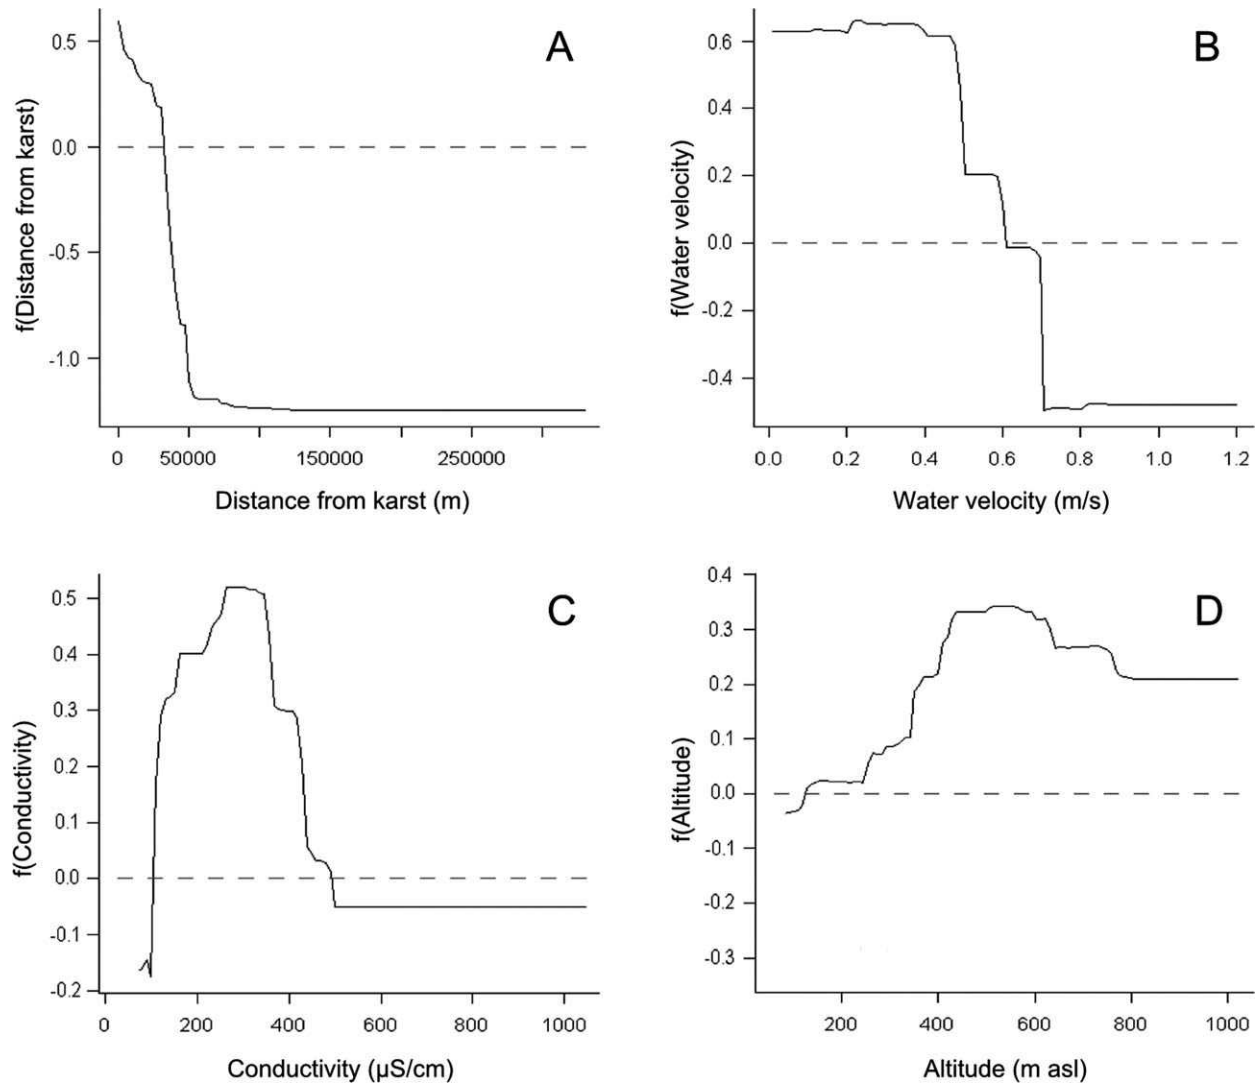 A
f(Distance from karst)
0.5
0.0
-0.5
-1.0
0 50000 150000 250000
Distance from karst (m)
B
f(Water velocity)
0.6
0.4
0.2
0.0
-0.2
-0.4
0.0 0.2 0.4 0.6 0.8 1.0 1.2
Water velocity (m/s)
C
f(Conductivity)
0.5
0.4
0.3
0.2
0.1
0.0
-0.1
-0.2
0 200 400 600 800 1000
Conductivity (µS/cm)
D
f(Altitude)
0.4
0.3
0.2
0.1
0.0
-0.1
-0.2
-0.3
200 400 600 800 1000
Altitude (m asl)